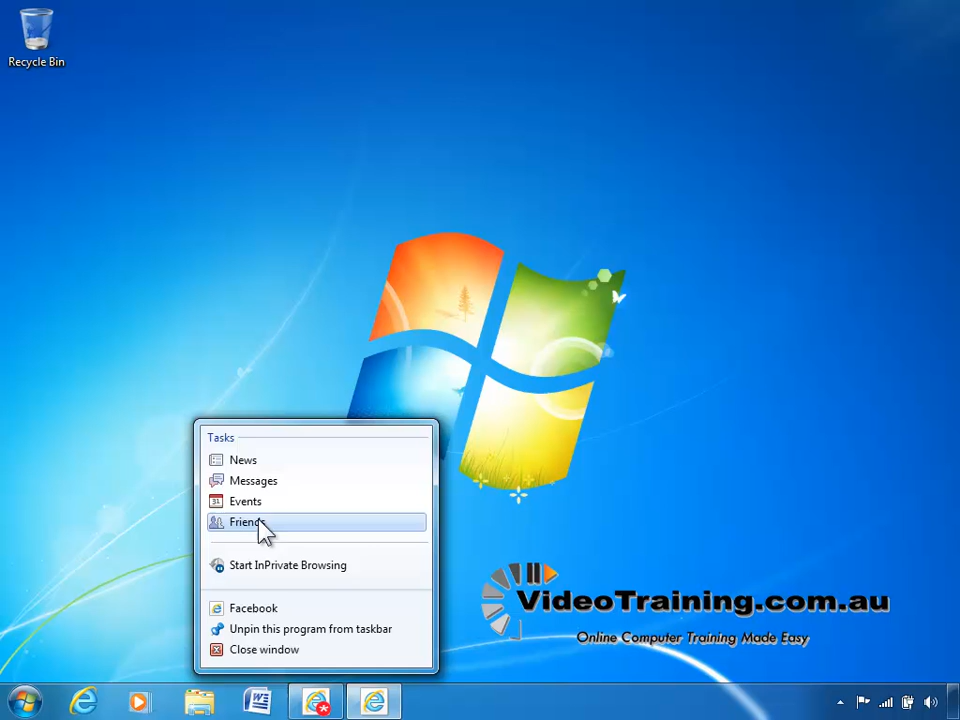 Recycle Bin
Tasks
News
Messages
31
Events
Friends
Start InPrivate Browsing
Facebook
Unpin this program from taskbar
Close window
VideoTraining.com.au
Online Computer Training Made Easy